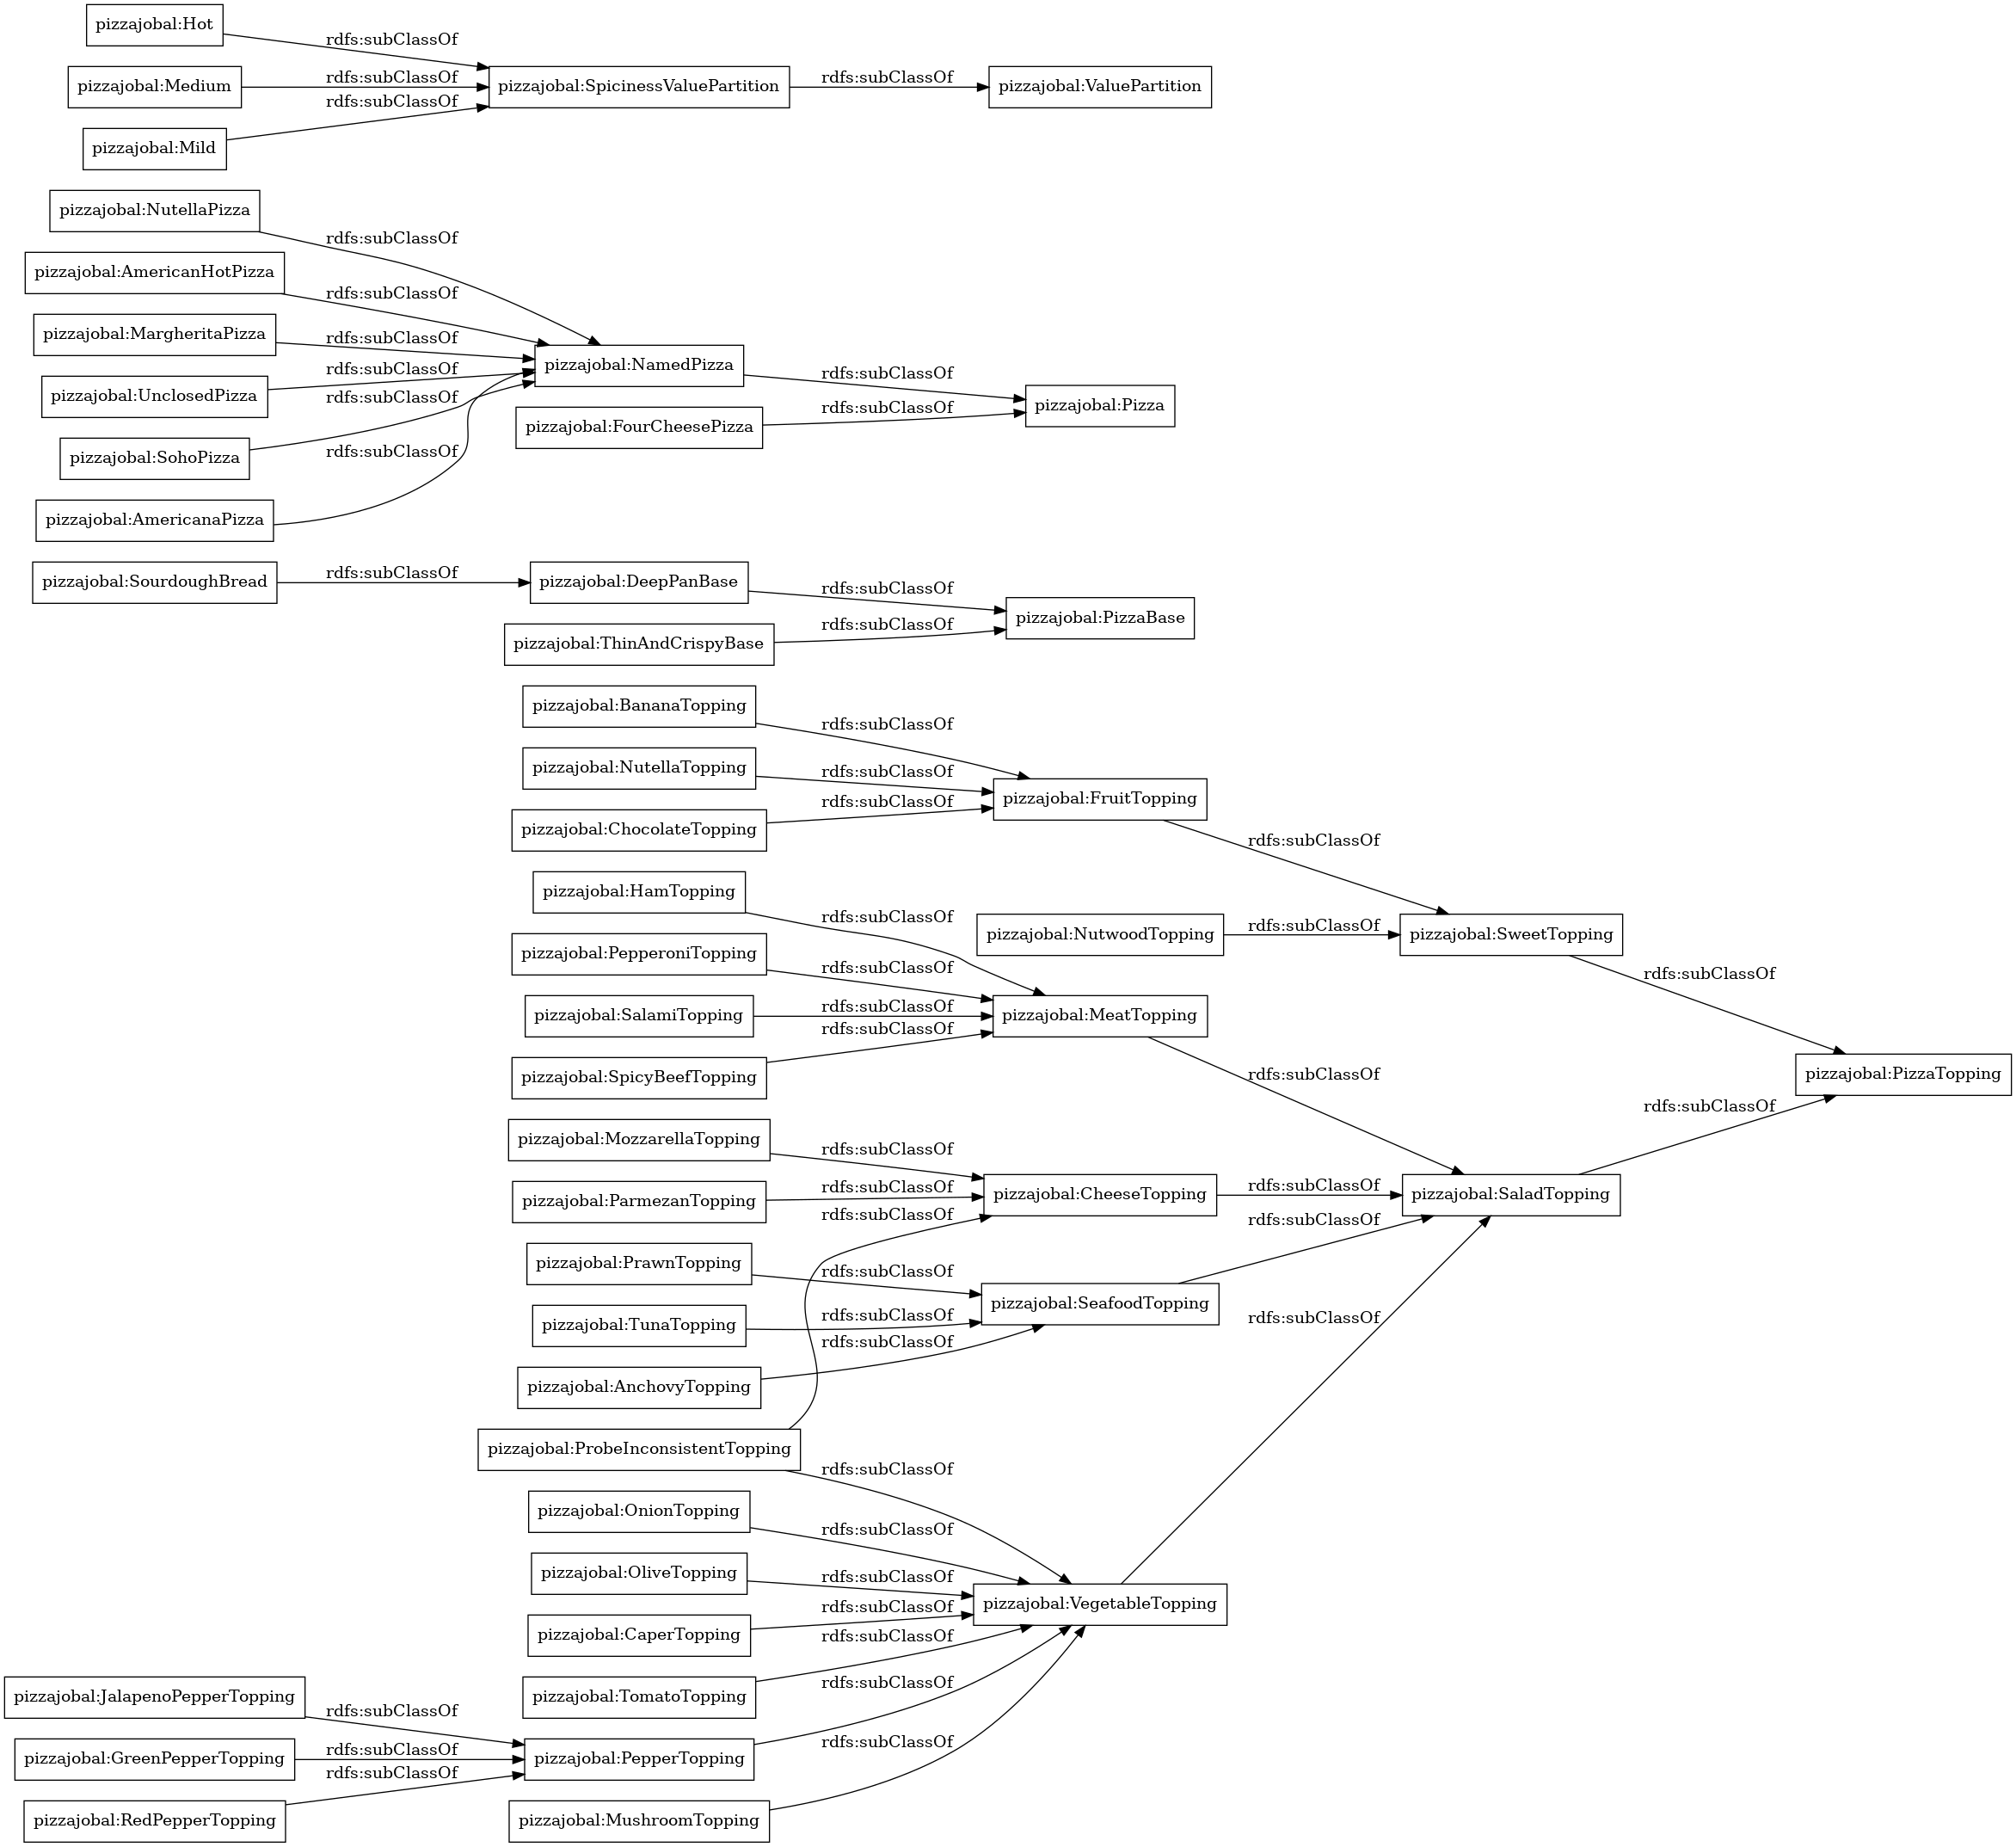 pizzajobal:Hot
rdfs:subClassOf
pizzajobal:Medium
rdfs:subClassOf
pizzajobal:SpicinessValuePartition
rdfs:subClassOf
pizzajobal:ValuePartition
rdfs:subClassOf
pizzajobal:Mild
pizzajobal:NutellaPizza
rdfs:subClassOf
pizzajobal:AmericanHotPizza
rdfs:subClassOf
pizzajobal:MargheritaPizza
rdfs:subClassOf
pizzajobal:NamedPizza
rdfs:subClassOf
pizzajobal:UnclosedPizza
rdfs:subClassOf
rdfs:subClassOf
pizzajobal:Pizza
pizzajobal:FourCheesePizza
rdfs:subClassOf
pizzajobal:SohoPizza
rdfs:subClassOf
pizzajobal:AmericanaPizza
pizzajobal:SourdoughBread
rdfs:subClassOf
pizzajobal:DeepPanBase
rdfs:subClassOf
pizzajobal:PizzaBase
pizzajobal:ThinAndCrispyBase
rdfs:subClassOf
pizzajobal:BananaTopping
rdfs:subClassOf
pizzajobal:NutellaTopping
rdfs:subClassOf
pizzajobal:FruitTopping
pizzajobal:ChocolateTopping
rdfs:subClassOf
rdfs:subClassOf
pizzajobal:HamTopping
rdfs:subClassOf
pizzajobal:NutwoodTopping
rdfs:subClassOf
pizzajobal:SweetTopping
pizzajobal:PepperoniTopping
rdfs:subClassOf
rdfs:subClassOf
pizzajobal:SalamiTopping
rdfs:subClassOf
pizzajobal:MeatTopping
rdfs:subClassOf
pizzajobal:SpicyBeefTopping
rdfs:subClassOf
pizzajobal:PizzaTopping
rdfs:subClassOf
pizzajobal:MozzarellaTopping
rdfs:subClassOf
pizzajobal:ParmezanTopping
rdfs:subClassOf
pizzajobal:CheeseTopping
rdfs:subClassOf
pizzajobal:SaladTopping
rdfs:subClassOf
rdfs:subClassOf
pizzajobal:PrawnTopping
rdfs:subClassOf
pizzajobal:SeafoodTopping
pizzajobal:TunaTopping
rdfs:subClassOf
rdfs:subClassOf
rdfs:subClassOf
pizzajobal:AnchovyTopping
pizzajobal:ProbeInconsistentTopping
rdfs:subClassOf
pizzajobal:OnionTopping
rdfs:subClassOf
pizzajobal:OliveTopping
rdfs:subClassOf
pizzajobal:VegetableTopping
pizzajobal:CaperTopping
rdfs:subClassOf
rdfs:subClassOf
pizzajobal:TomatoTopping
pizzajobal:JalapenoPepperTopping
rdfs:subClassOf
rdfs:subClassOf
pizzajobal:GreenPepperTopping
rdfs:subClassOf
pizzajobal:PepperTopping
rdfs:subClassOf
rdfs:subClassOf
pizzajobal:RedPepperTopping
pizzajobal:MushroomTopping